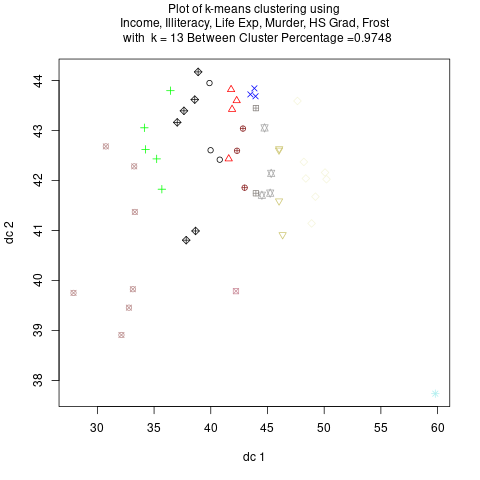 Plot of k-means clustering using
Income, Illiteracy, Life Exp, Murder, HS Grad, Frost
with k = 13 Between Cluster Percentage =0.9748
44
43
42
41
40
39
38
dc 2
30
35
40
45
50
55
60
dc 1